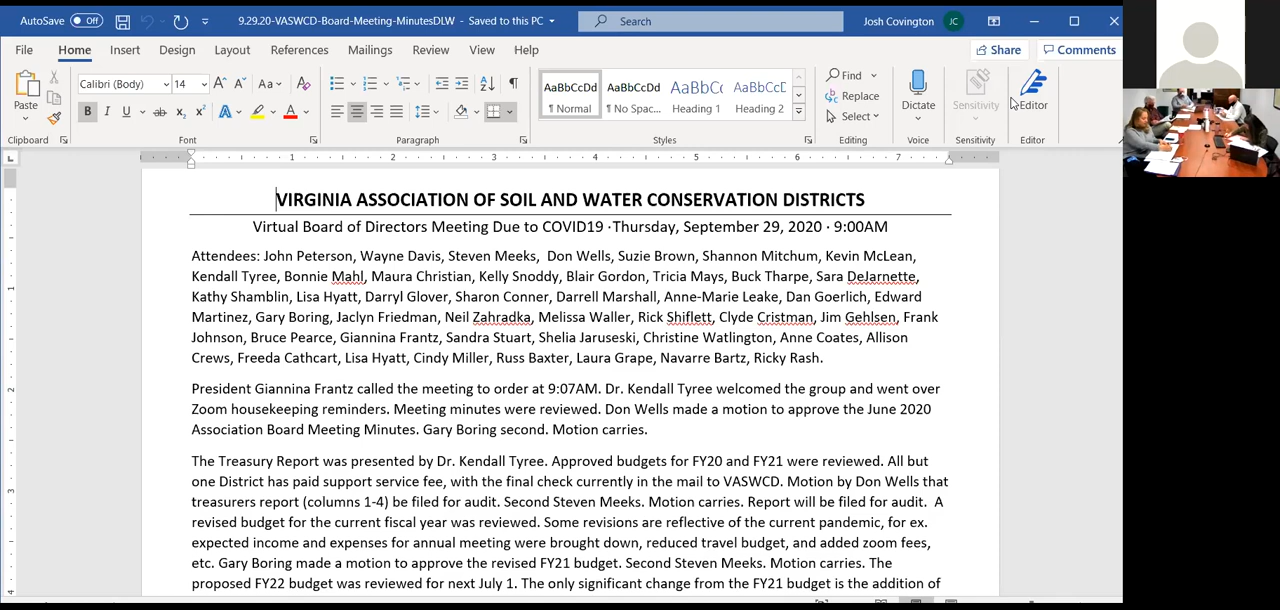 AutoSave Off 9.29.20-VASWCD-Board-Meeting-MinutesDLW - Saved to this PC Search Josh Covington JC
File Home Insert Design Layout References Mailings Review View Help Share Comments
Calibri (Body) 14 A A Aa A AaBbCcDd AaBbCcDd AaBbCc AaBbCcD Find
Paste B I U ab x₂ x² A A ¶ Normal ¶ No Spac... Heading 1 Heading 2 Replace Dictate Sensitivity Editor
Select
Clipboard Font Paragraph Styles Editing Voice Sensitivity Editor
1 2 3 4 5 6 7
VIRGINIA ASSOCIATION OF SOIL AND WATER CONSERVATION DISTRICTS
Virtual Board of Directors Meeting Due to COVID19 · Thursday, September 29, 2020 · 9:00AM
Attendees: John Peterson, Wayne Davis, Steven Meeks, Don Wells, Suzie Brown, Shannon Mitchum, Kevin McLean,
Kendall Tyree, Bonnie Mahl, Maura Christian, Kelly Snoddy, Blair Gordon, Tricia Mays, Buck Tharpe, Sara DeJarnette,
Kathy Shamblin, Lisa Hyatt, Darryl Glover, Sharon Conner, Darrell Marshall, Anne-Marie Leake, Dan Goerlich, Edward
Martinez, Gary Boring, Jaclyn Friedman, Neil Zahradka, Melissa Waller, Rick Shiflett, Clyde Cristman, Jim Gehlsen, Frank
Johnson, Bruce Pearce, Giannina Frantz, Sandra Stuart, Shelia Jaruseski, Christine Watlington, Anne Coates, Allison
Crews, Freeda Cathcart, Lisa Hyatt, Cindy Miller, Russ Baxter, Laura Grape, Navarre Bartz, Ricky Rash.
President Giannina Frantz called the meeting to order at 9:07AM. Dr. Kendall Tyree welcomed the group and went over
Zoom housekeeping reminders. Meeting minutes were reviewed. Don Wells made a motion to approve the June 2020
Association Board Meeting Minutes. Gary Boring second. Motion carries.
The Treasury Report was presented by Dr. Kendall Tyree. Approved budgets for FY20 and FY21 were reviewed. All but
one District has paid support service fee, with the final check currently in the mail to VASWCD. Motion by Don Wells that
treasurers report (columns 1-4) be filed for audit. Second Steven Meeks. Motion carries. Report will be filed for audit. A
revised budget for the current fiscal year was reviewed. Some revisions are reflective of the current pandemic, for ex.
expected income and expenses for annual meeting were brought down, reduced travel budget, and added zoom fees,
etc. Gary Boring made a motion to approve the revised FY21 budget. Second Steven Meeks. Motion carries. The
proposed FY22 budget was reviewed for next July 1. The only significant change from the FY21 budget is the addition of